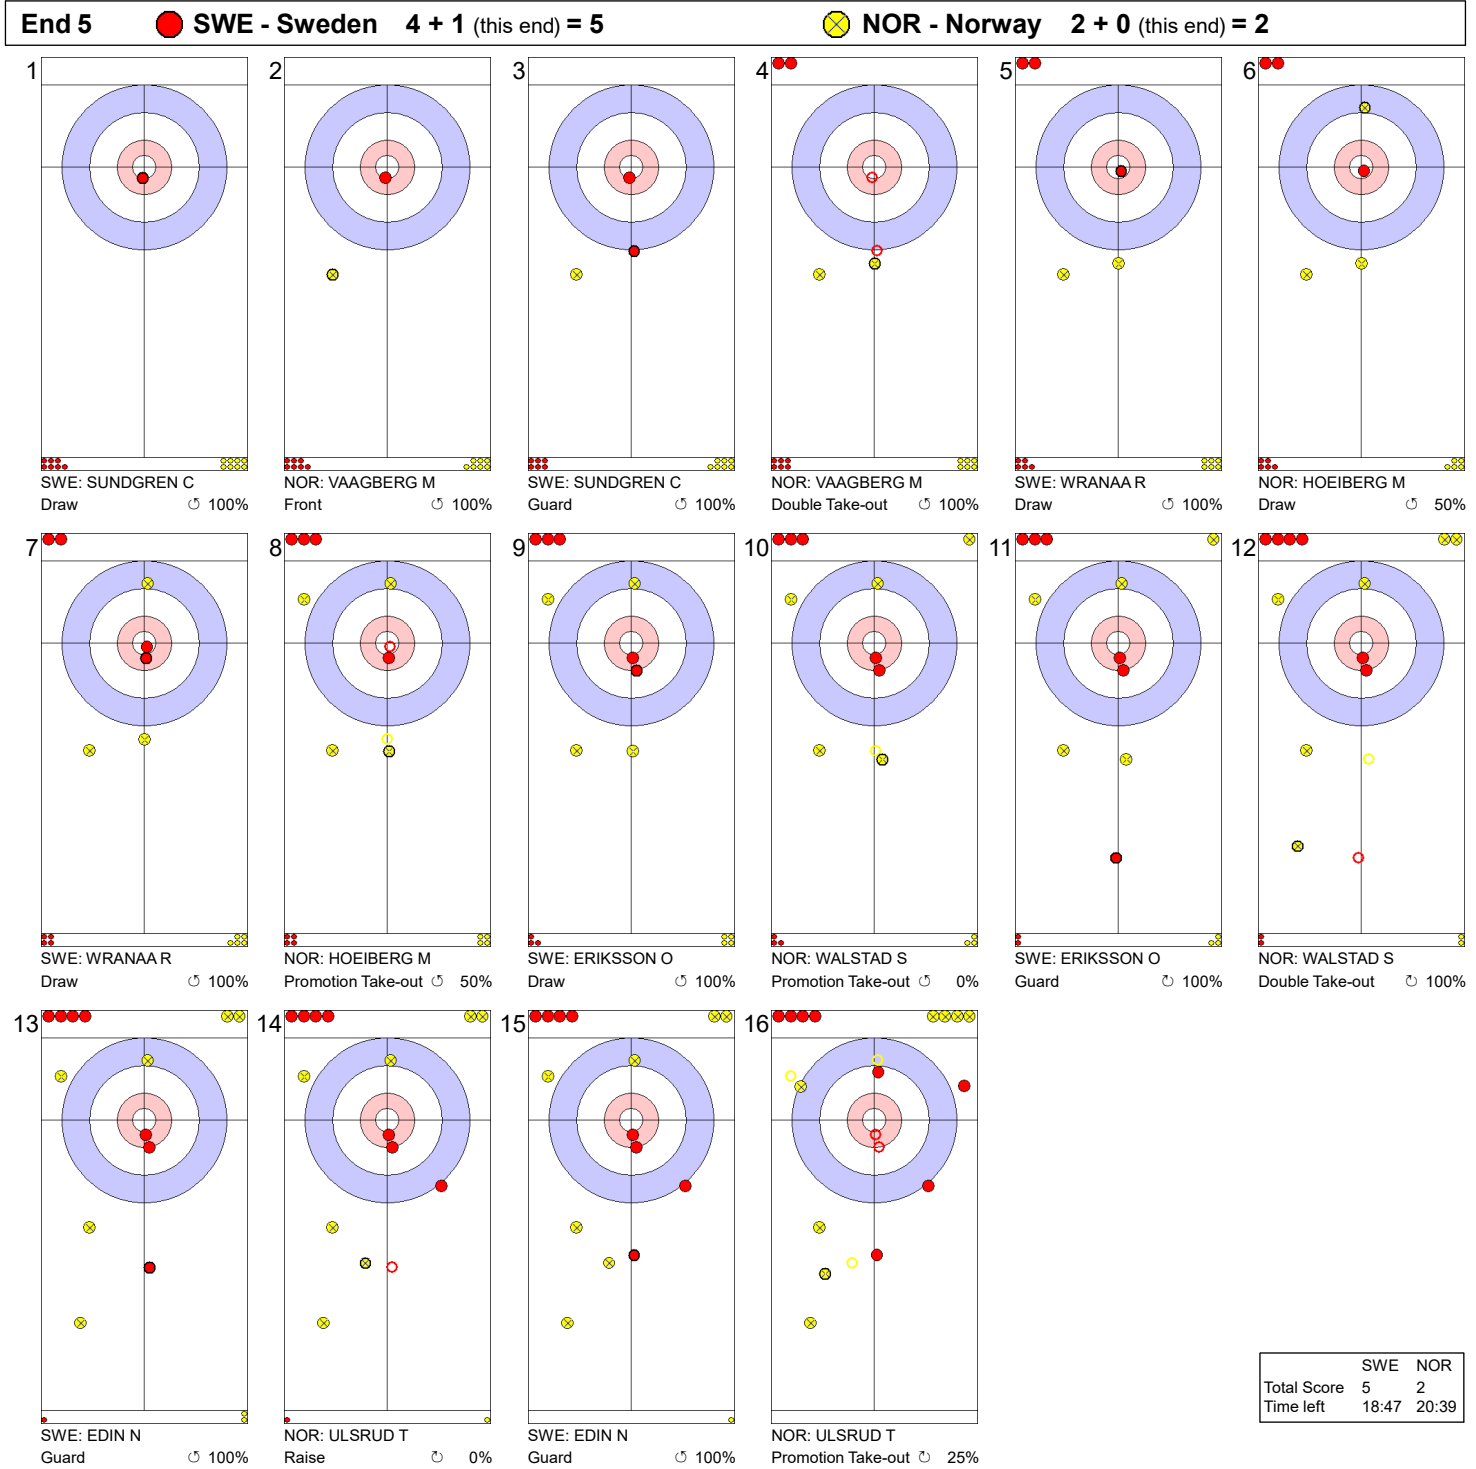 End 5 SWE - Sweden 4 + 1 (this end) = 5 NOR - Norway 2 + 0 (this end) = 2
1 2 3 4 5 6
SWE: SUNDGREN C NOR: VAAGBERG M SWE: SUNDGREN C NOR: VAAGBERG M SWE: WRANAA R NOR: HOEIBERG M
Draw ↺ 100% Front ↺ 100% Guard ↺ 100% Double Take-out ↺ 100% Draw ↺ 100% Draw ↺ 50%
7 8 9 10 11 12
SWE: WRANAA R NOR: HOEIBERG M SWE: ERIKSSON O NOR: WALSTAD S SWE: ERIKSSON O NOR: WALSTAD S
Draw ↺ 100% Promotion Take-out ↺ 50% Draw ↺ 100% Promotion Take-out ↺ 0% Guard ↻ 100% Double Take-out ↻ 100%
13 14 15 16
SWE NOR
Total Score 5 2
Time left 18:47 20:39
SWE: EDIN N NOR: ULSRUD T SWE: EDIN N NOR: ULSRUD T
Guard ↺ 100% Raise ↻ 0% Guard ↺ 100% Promotion Take-out ↻ 25%